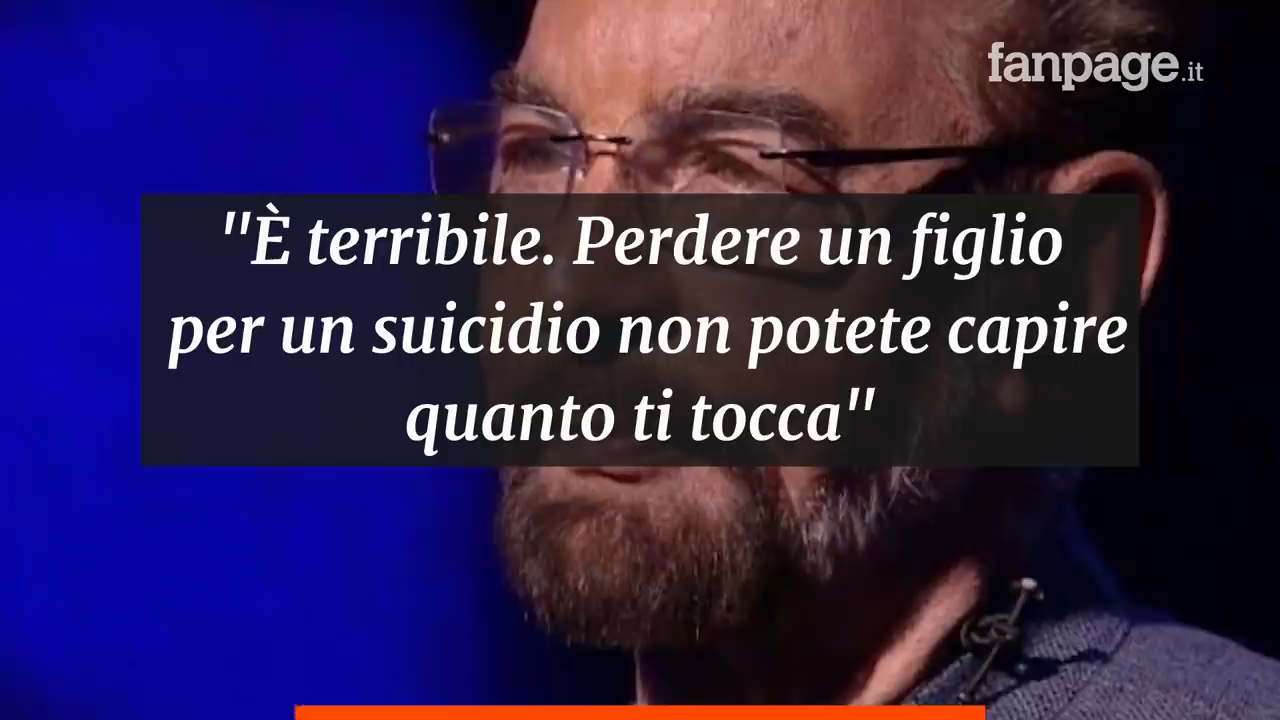 fanpage.it
"È terribile. Perdere un figlio
per un suicidio non potete capire
quanto ti tocca"